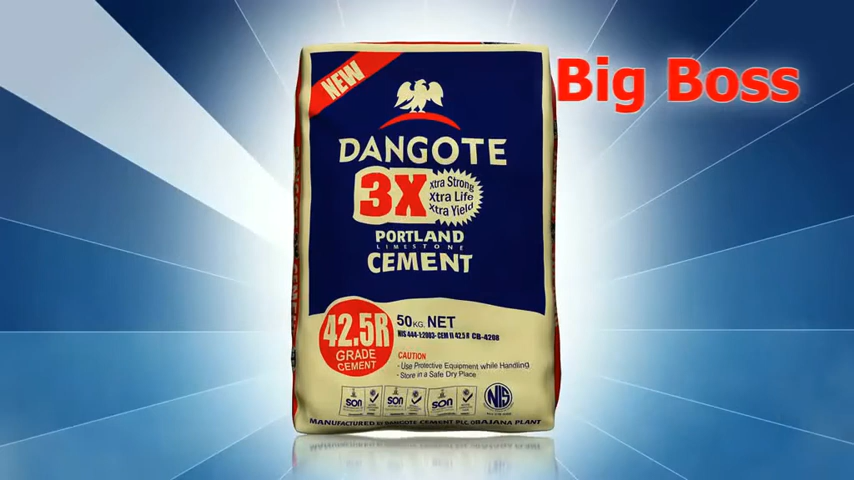 Big Boss
NEW
DANGOTE
3X
Xtra Strong
Xtra Life
Xtra Yield
PORTLAND
LIMESTONE
CEMENT
42.5R
GRADE
CEMENT
50KG. NET
NIS 444-1:2003- CEM II 42.5 R CB-4208
CAUTION
- Use Protective Equipment while Handling
- Store in a Safe Dry Place
SON
SON
SON
NIS
MANUFACTURED BY DANGOTE CEMENT PLC OBAJANA PLANT